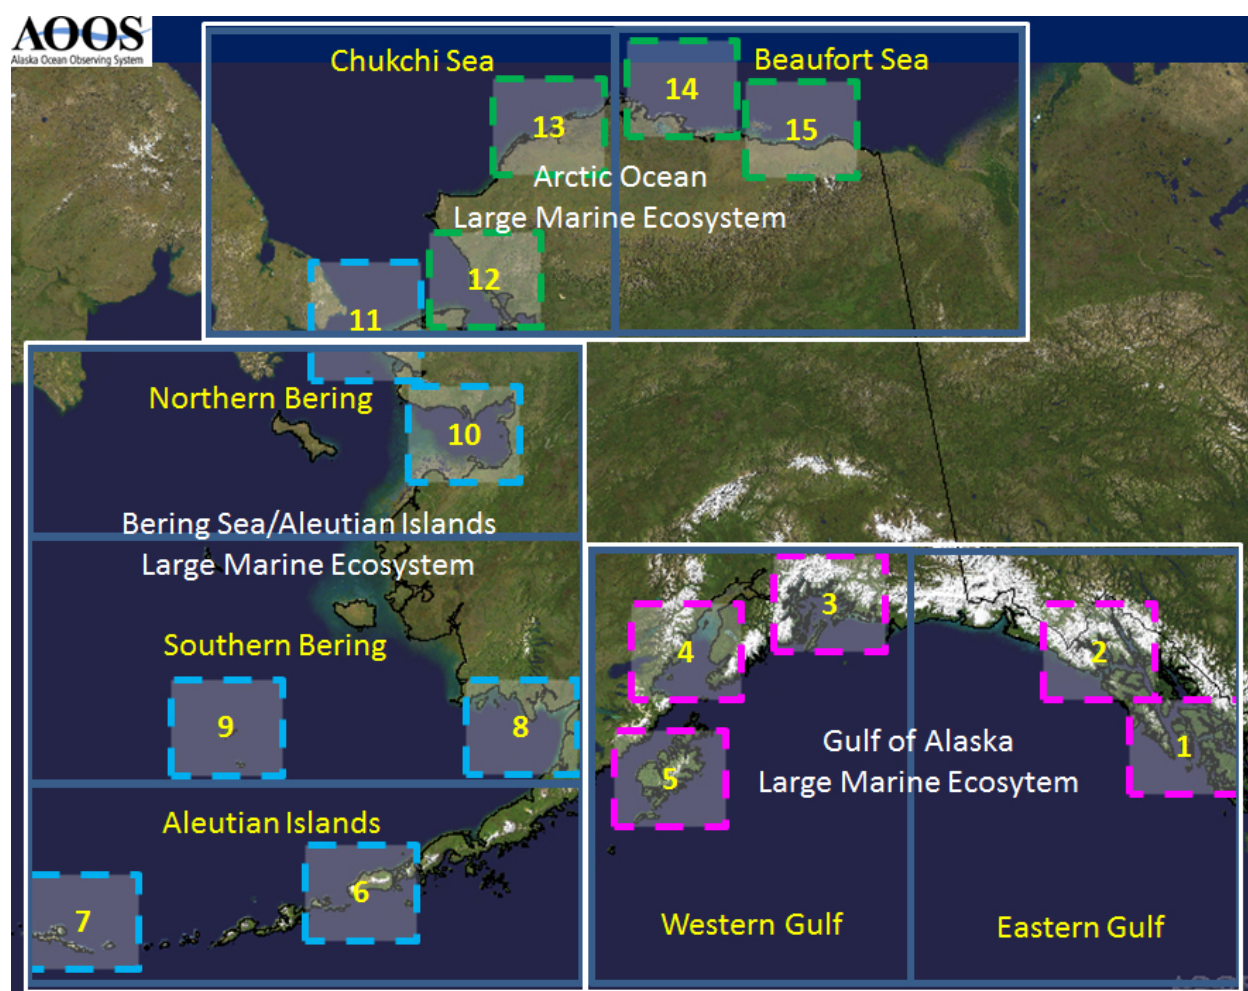 AOOS
Alaska Ocean Observing System
Chukchi Sea
Beaufort Sea
14
13
15
Arctic Ocean
Large Marine Ecosystem
12
11
Northern Bering
10
Bering Sea/Aleutian Islands
Large Marine Ecosystem
Southern Bering
9
8
Aleutian Islands
6
7
3
4
2
Gulf of Alaska
1
Large Marine Ecosytem
5
Western Gulf
Eastern Gulf